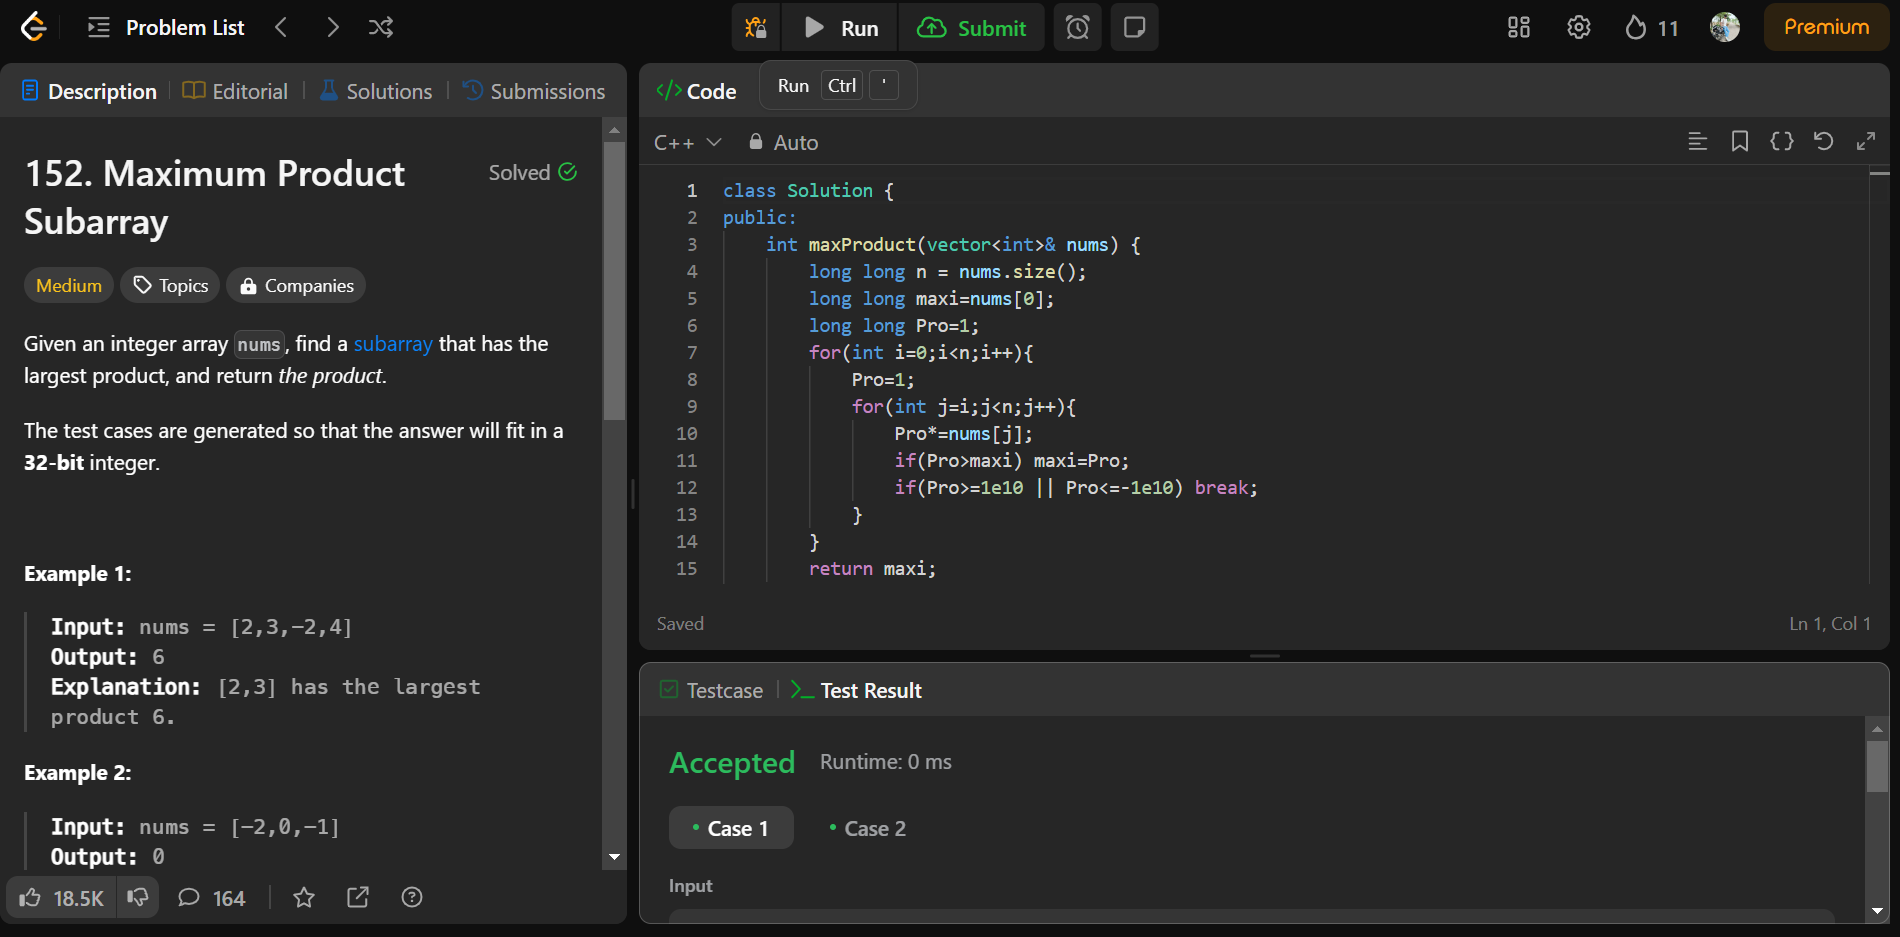 Problem List
Run
Submit
11
Premium
Description
Editorial
Solutions
Submissions
152. Maximum Product
Subarray
Solved
Medium
Topics
Companies
Given an integer array nums, find a subarray that has the
largest product, and return the product.
The test cases are generated so that the answer will fit in a
32-bit integer.
Example 1:
Input: nums = [2,3,-2,4]
Output: 6
Explanation: [2,3] has the largest
product 6.
Example 2:
Input: nums = [-2,0,-1]
Output: 0
18.5K
164
</> Code
Run Ctrl '
C++
Auto
1 class Solution {
2 public:
3     int maxProduct(vector<int>& nums) {
4         long long n = nums.size();
5         long long maxi=nums[0];
6         long long Pro=1;
7         for(int i=0;i<n;i++){
8             Pro=1;
9             for(int j=i;j<n;j++){
10                 Pro*=nums[j];
11                 if(Pro>maxi) maxi=Pro;
12                 if(Pro>=1e10 || Pro<=-1e10) break;
13             }
14         }
15         return maxi;
Saved
Ln 1, Col 1
Testcase
Test Result
Accepted
Runtime: 0 ms
Case 1
Case 2
Input